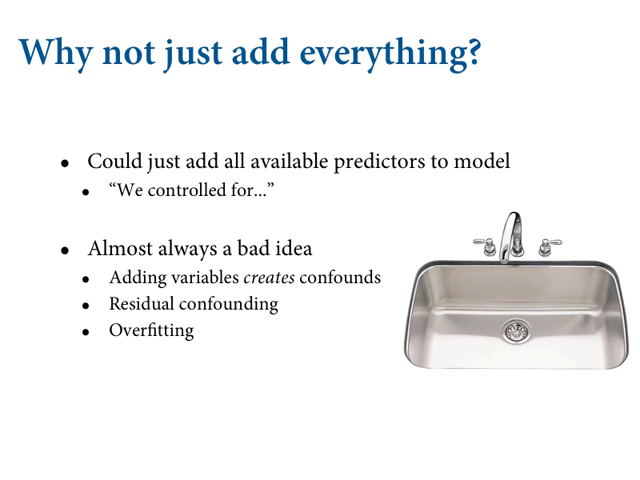 Why not just add everything?
• Could just add all available predictors to model
• “We controlled for...”
• Almost always a bad idea
• Adding variables creates confounds
• Residual confounding
• Overfitting